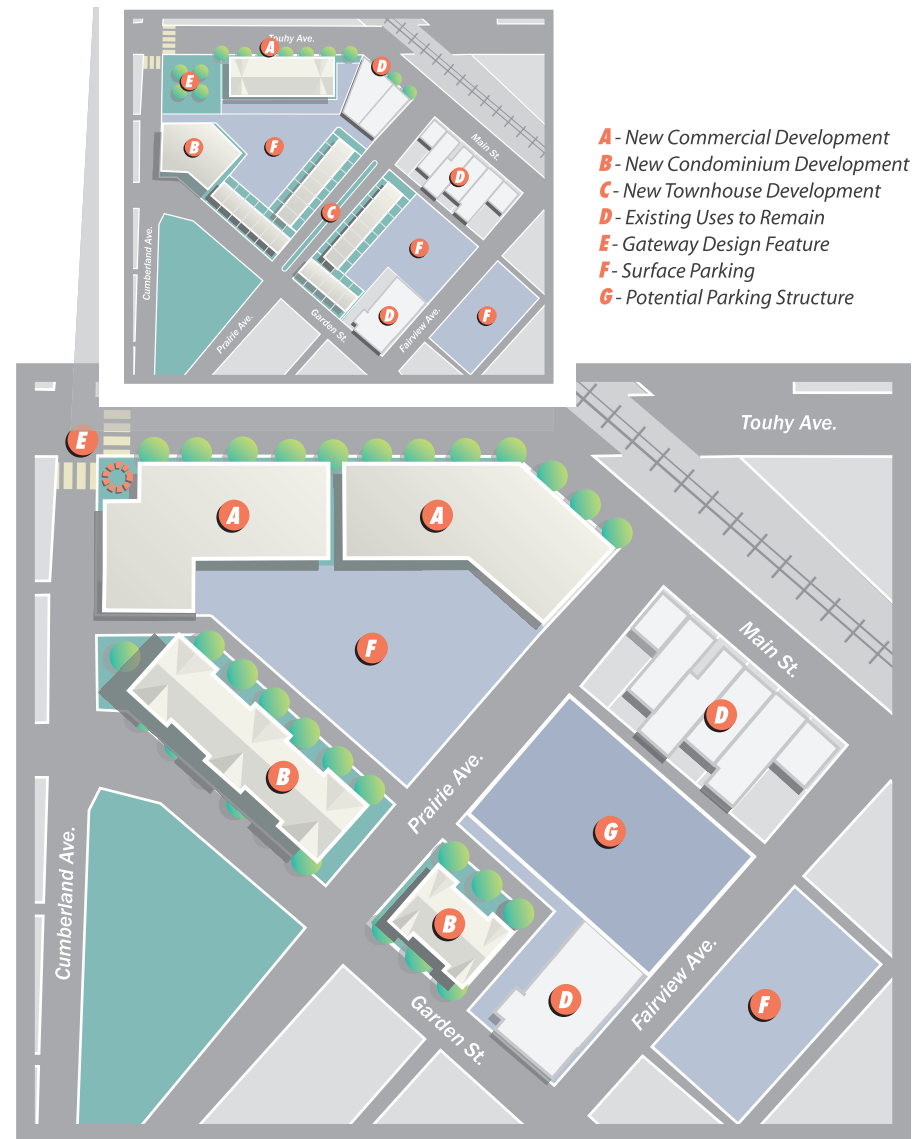 Touhy Ave.
A
D
E
B
F
D
Main St.
C
F
Cumberland Ave.
D
F
Prairie Ave.
Garden St.
Fairview Ave.
A - New Commercial Development
B - New Condominium Development
C - New Townhouse Development
D - Existing Uses to Remain
E - Gateway Design Feature
F - Surface Parking
G - Potential Parking Structure
Touhy Ave.
E
A
A
F
Main St.
D
B
Prairie Ave.
G
Cumberland Ave.
B
D
Fairview Ave.
F
Garden St.